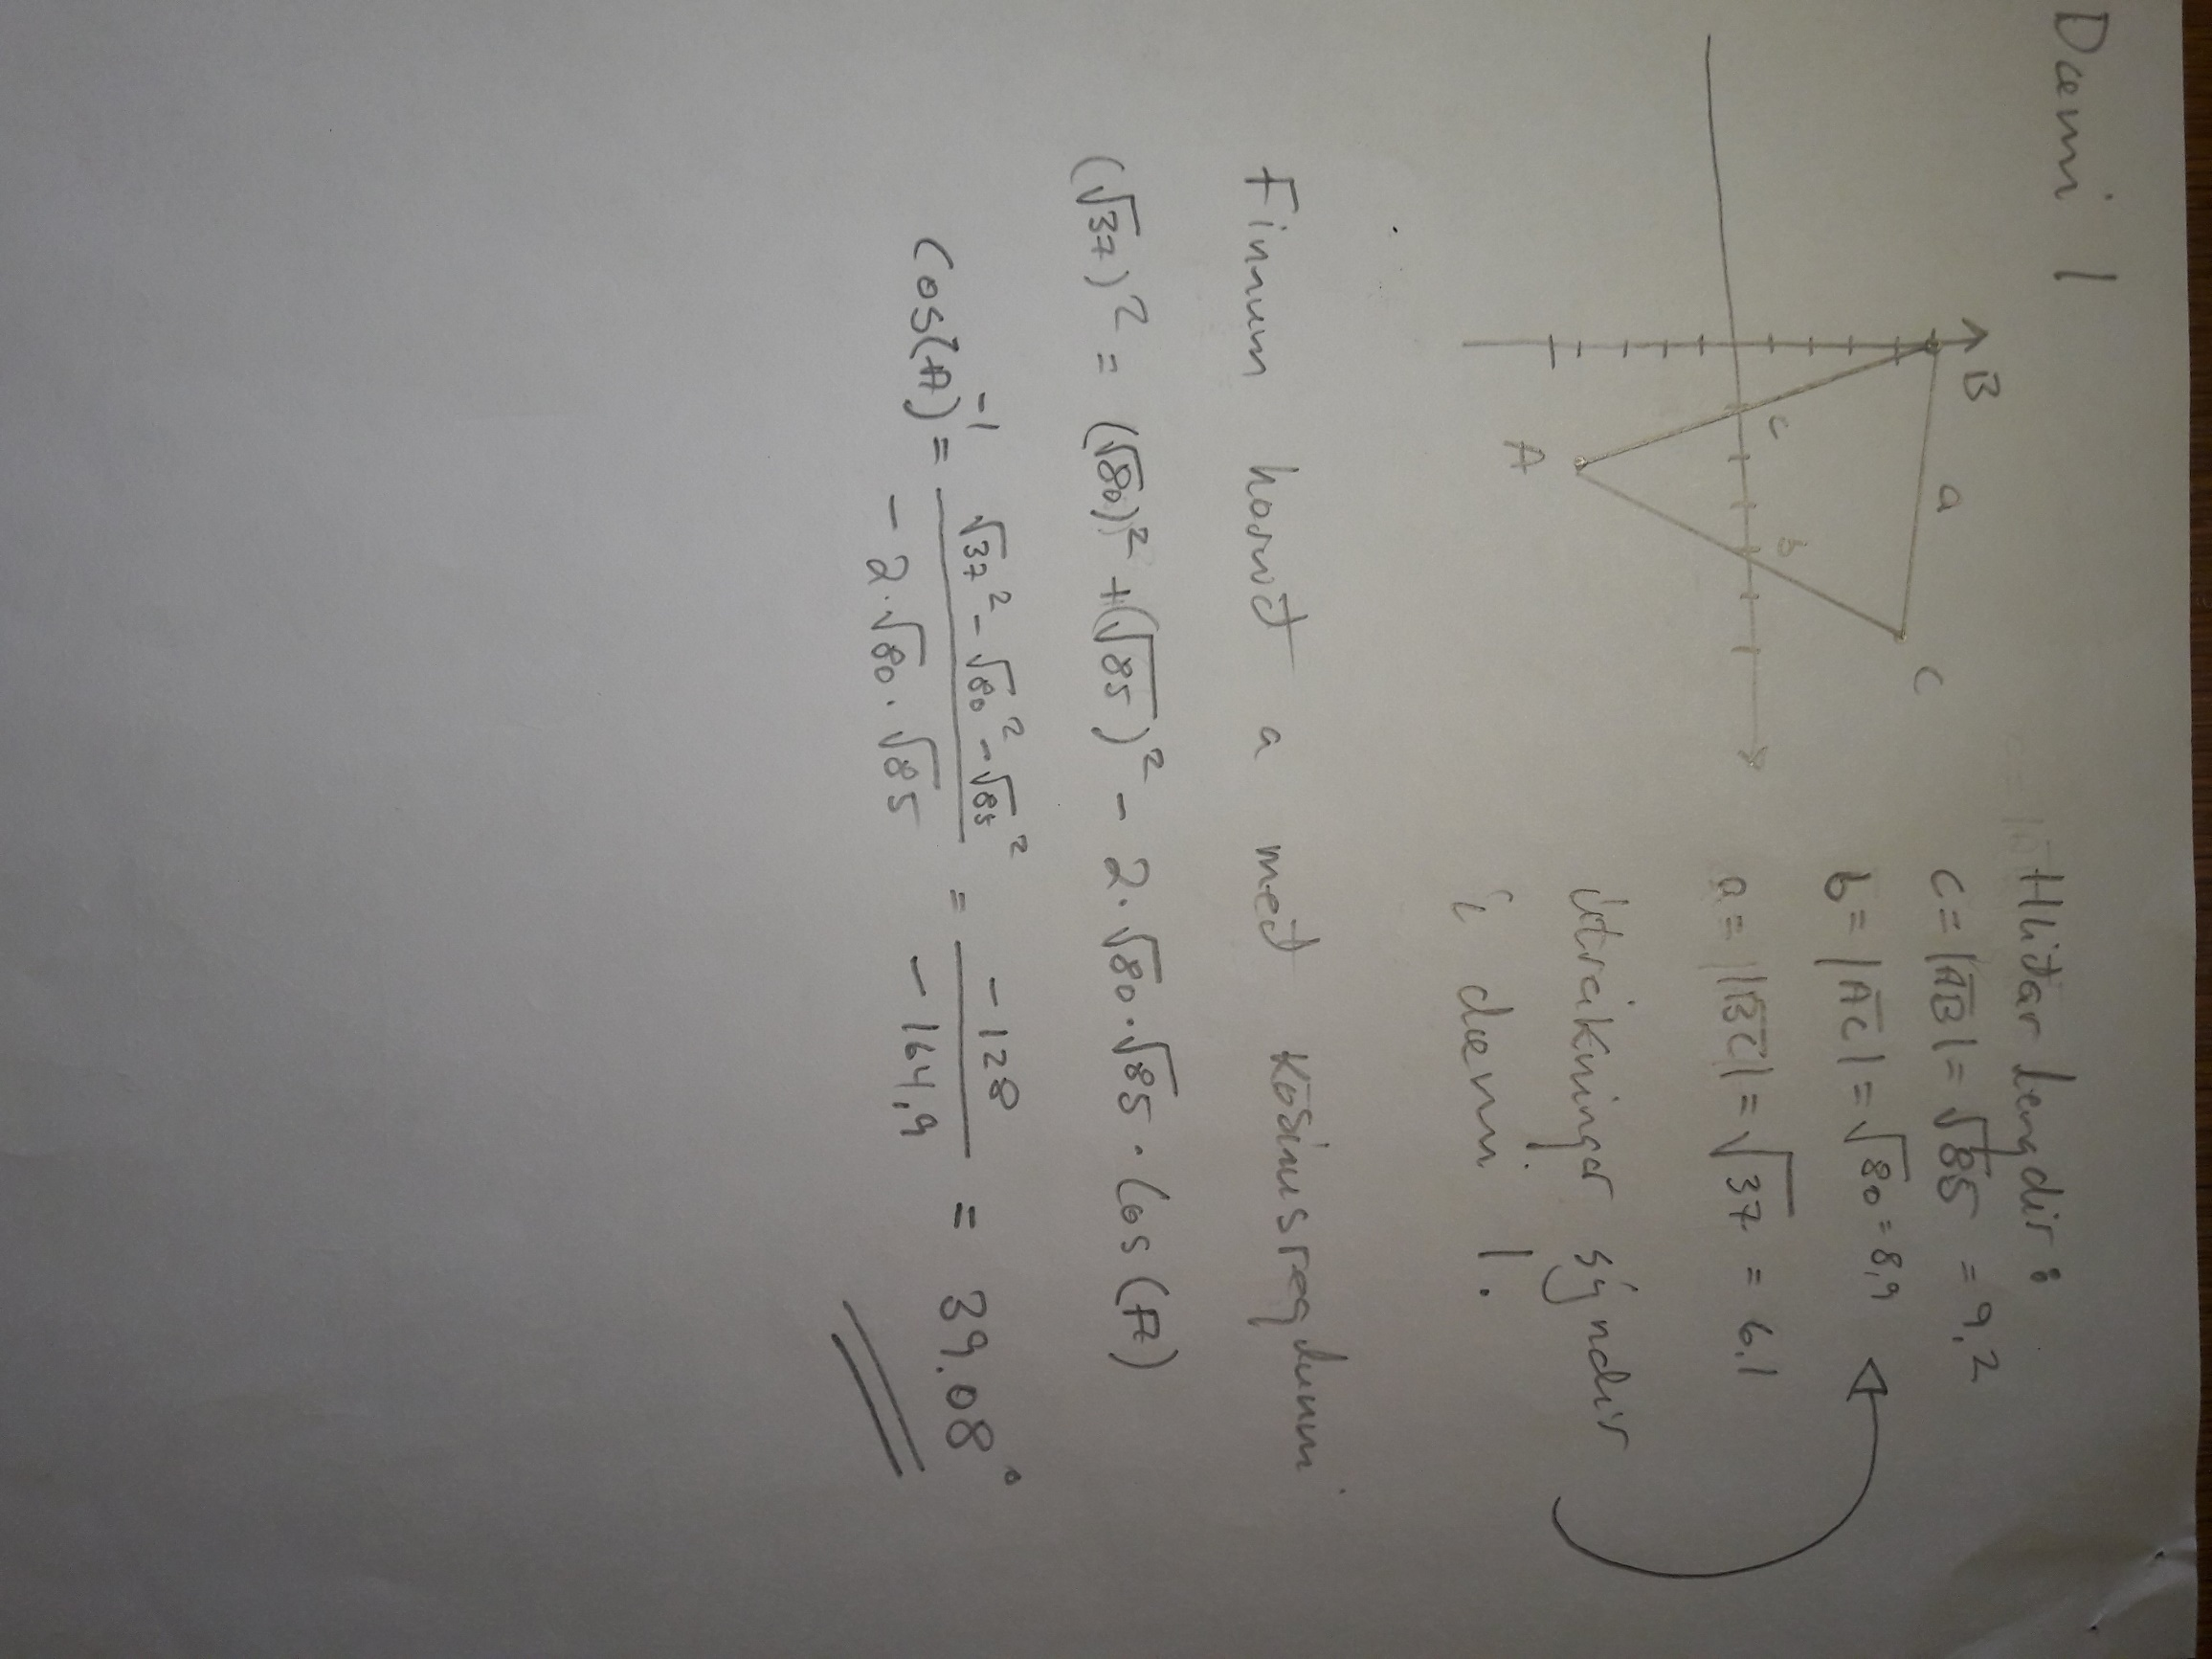 Dæmi 1
Hliðar lengdir:
B
a
C
c
b
A
c = |AB| = √85 = 9,2
b = |AC| = √80 = 8,9
a = |BC| = √37 = 6,1
Útreikningar sýndir
í dæmi 1.
Finnum hornið a með kósínusreglunni
(√37)² = (√80)² + (√85)² - 2·√80·√85·Cos(A)
Cos(A)⁻¹ = (√37² - √80² - √85²) / (-2·√80·√85) = -128 / -164,9 = 39.08°